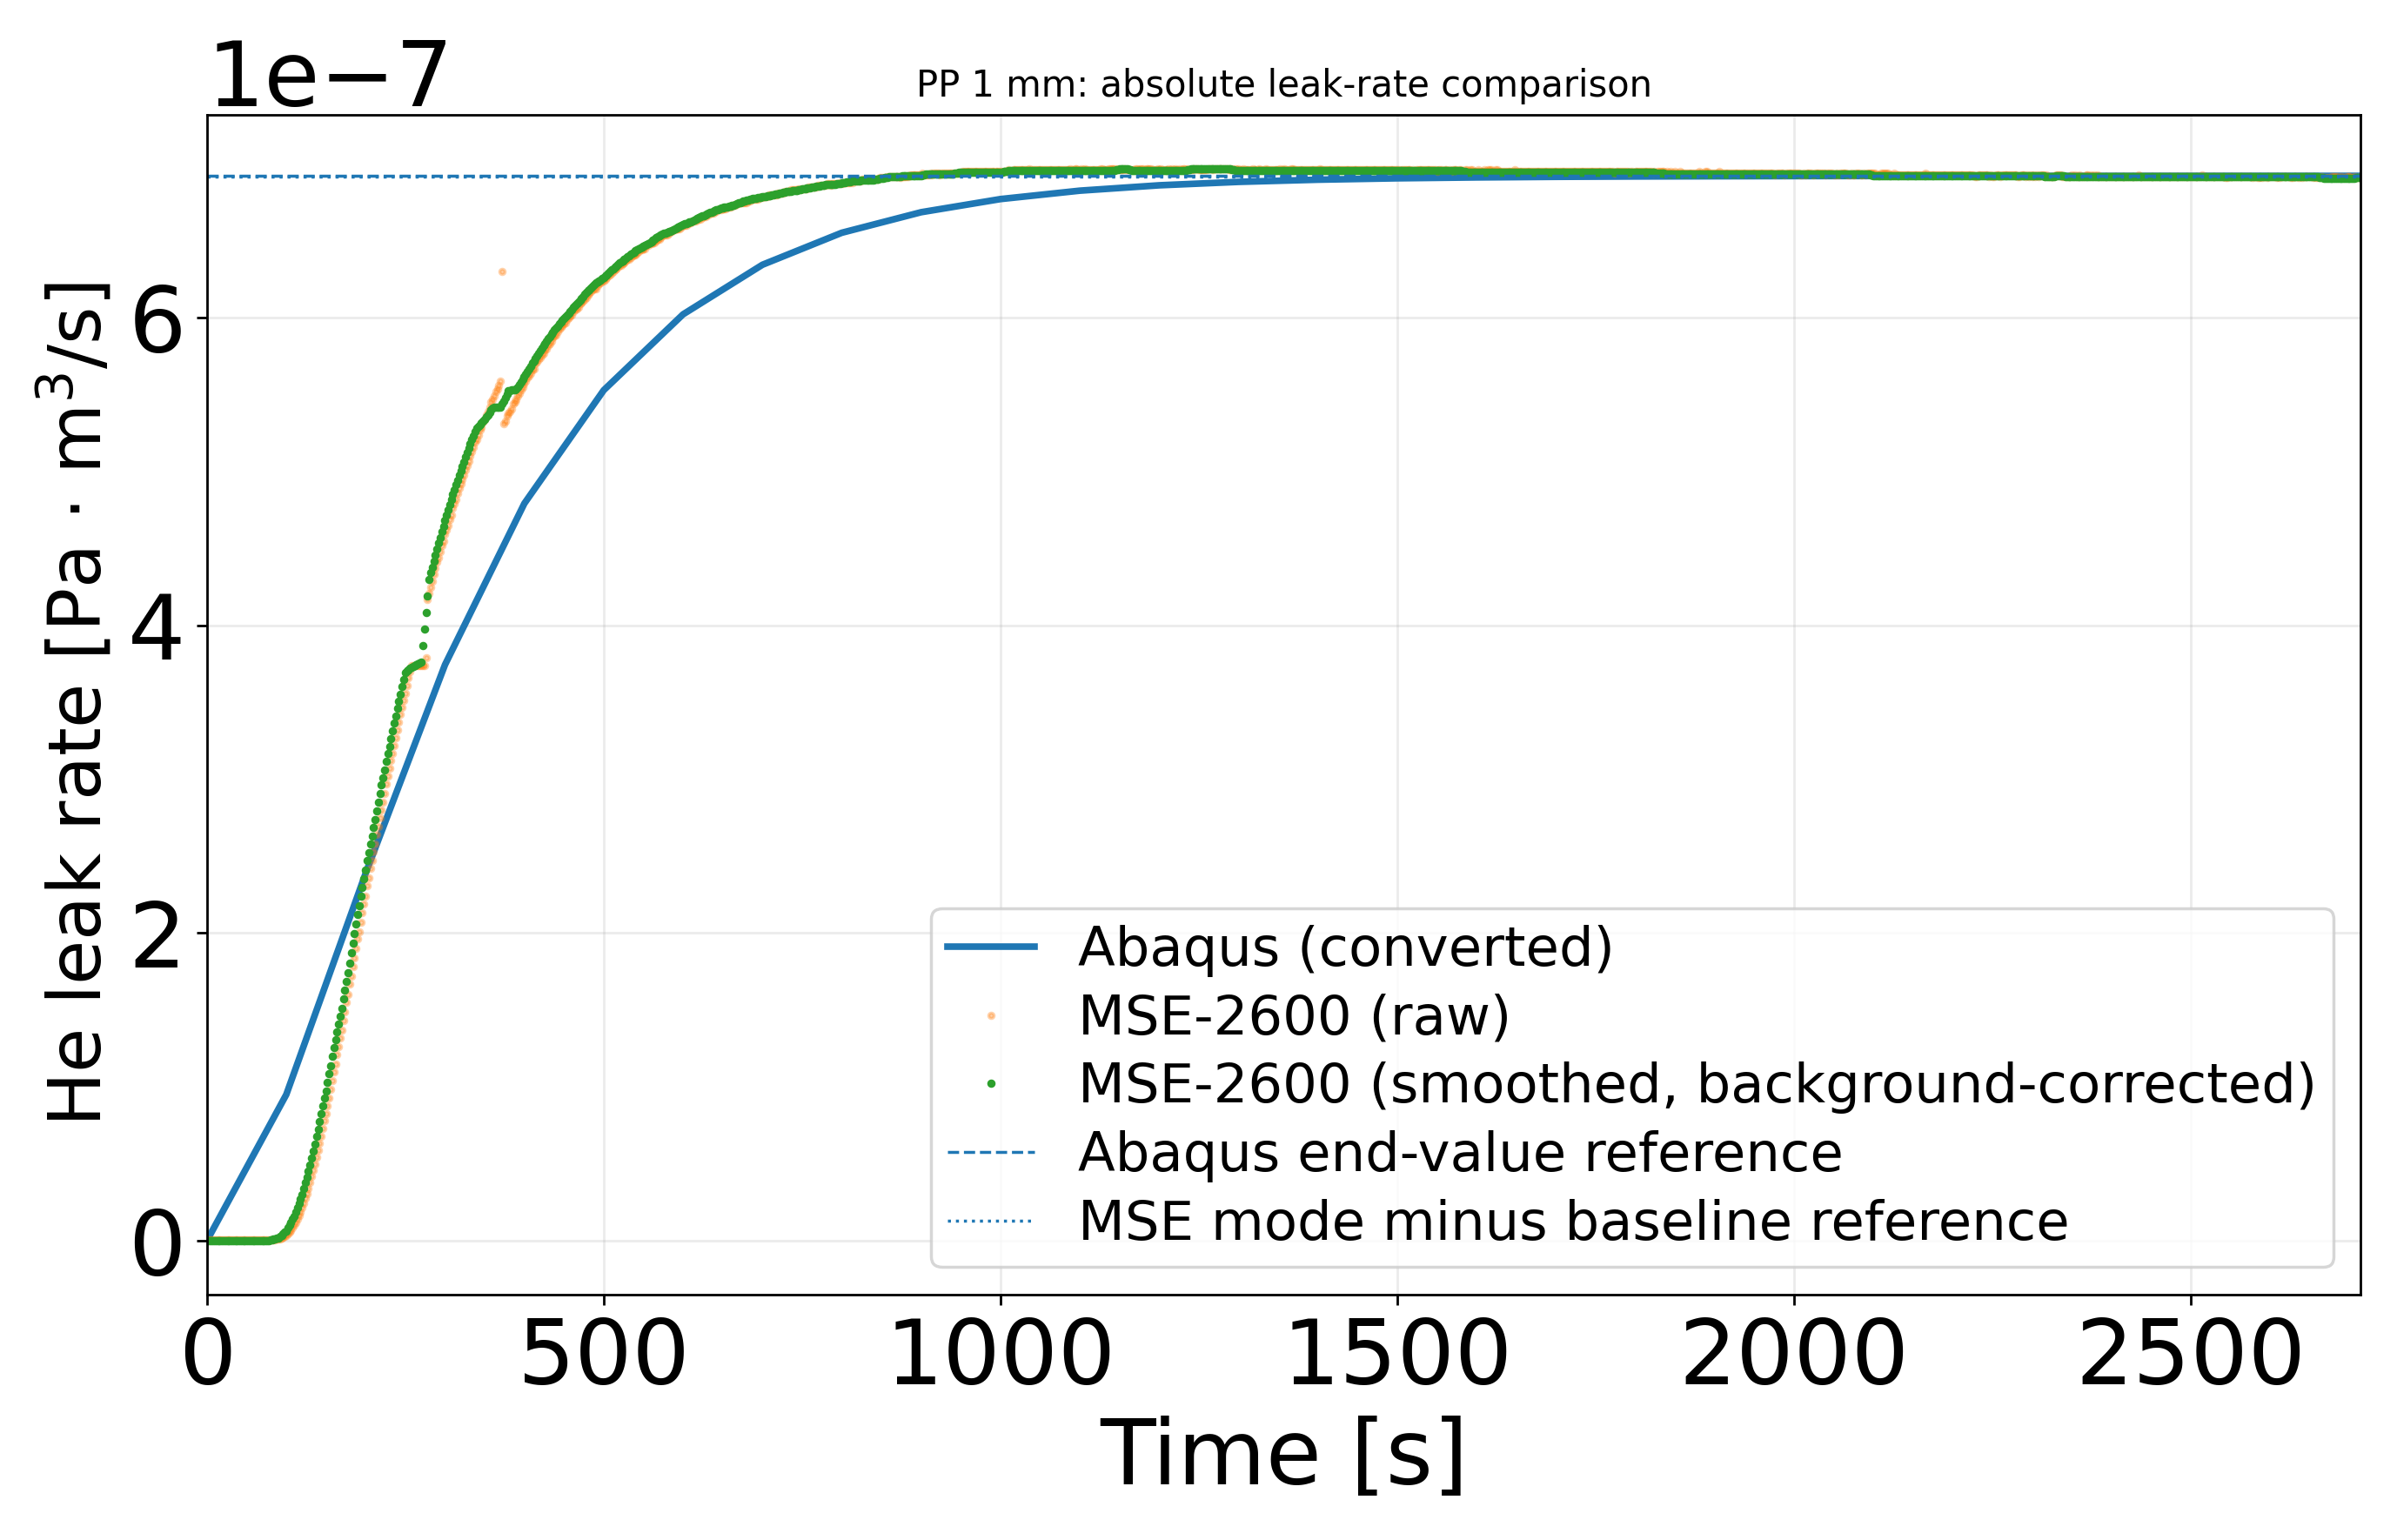 1e−7
PP 1 mm: absolute leak-rate comparison
He leak rate [Pa · m³/s]
6
4
2
0
Abaqus (converted)
MSE-2600 (raw)
MSE-2600 (smoothed, background-corrected)
Abaqus end-value reference
MSE mode minus baseline reference
0 500 1000 1500 2000 2500
Time [s]